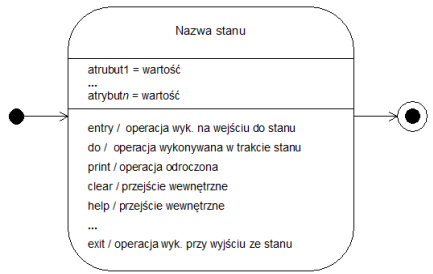 Nazwa stanu
atrubut1 = wartość
...
atrybutn = wartość
entry / operacja wyk. na wejściu do stanu
do / operacja wykonywana w trakcie stanu
print / operacja odroczona
clear / przejście wewnętrzne
help / przejście wewnętrzne
...
exit / operacja wyk. przy wyjściu ze stanu